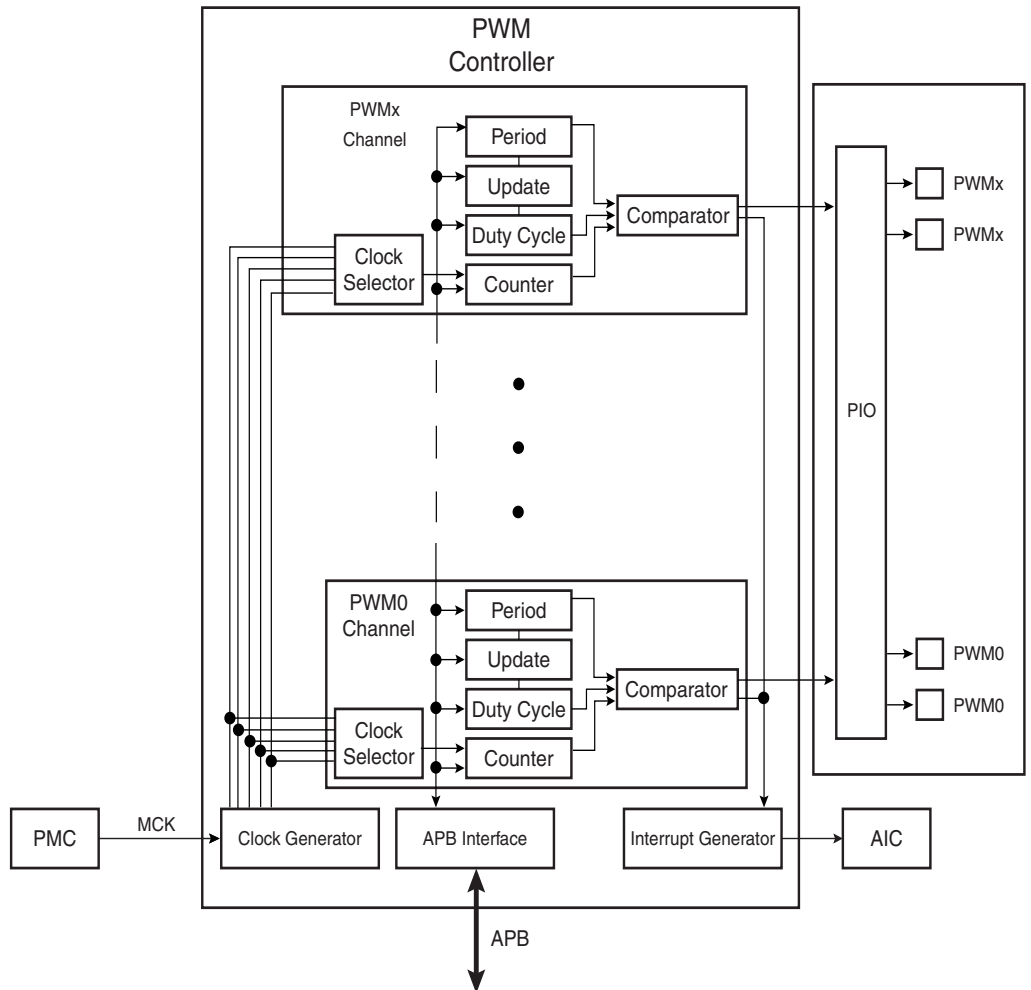 PWM
Controller
PWMx
Channel
Period
Update
Duty Cycle
Counter
Clock
Selector
Comparator
PIO
PWMx
PWMx
PWM0
Channel
Period
Update
Duty Cycle
Counter
Clock
Selector
Comparator
PWM0
PWM0
PMC
MCK
Clock Generator
APB Interface
Interrupt Generator
AIC
APB